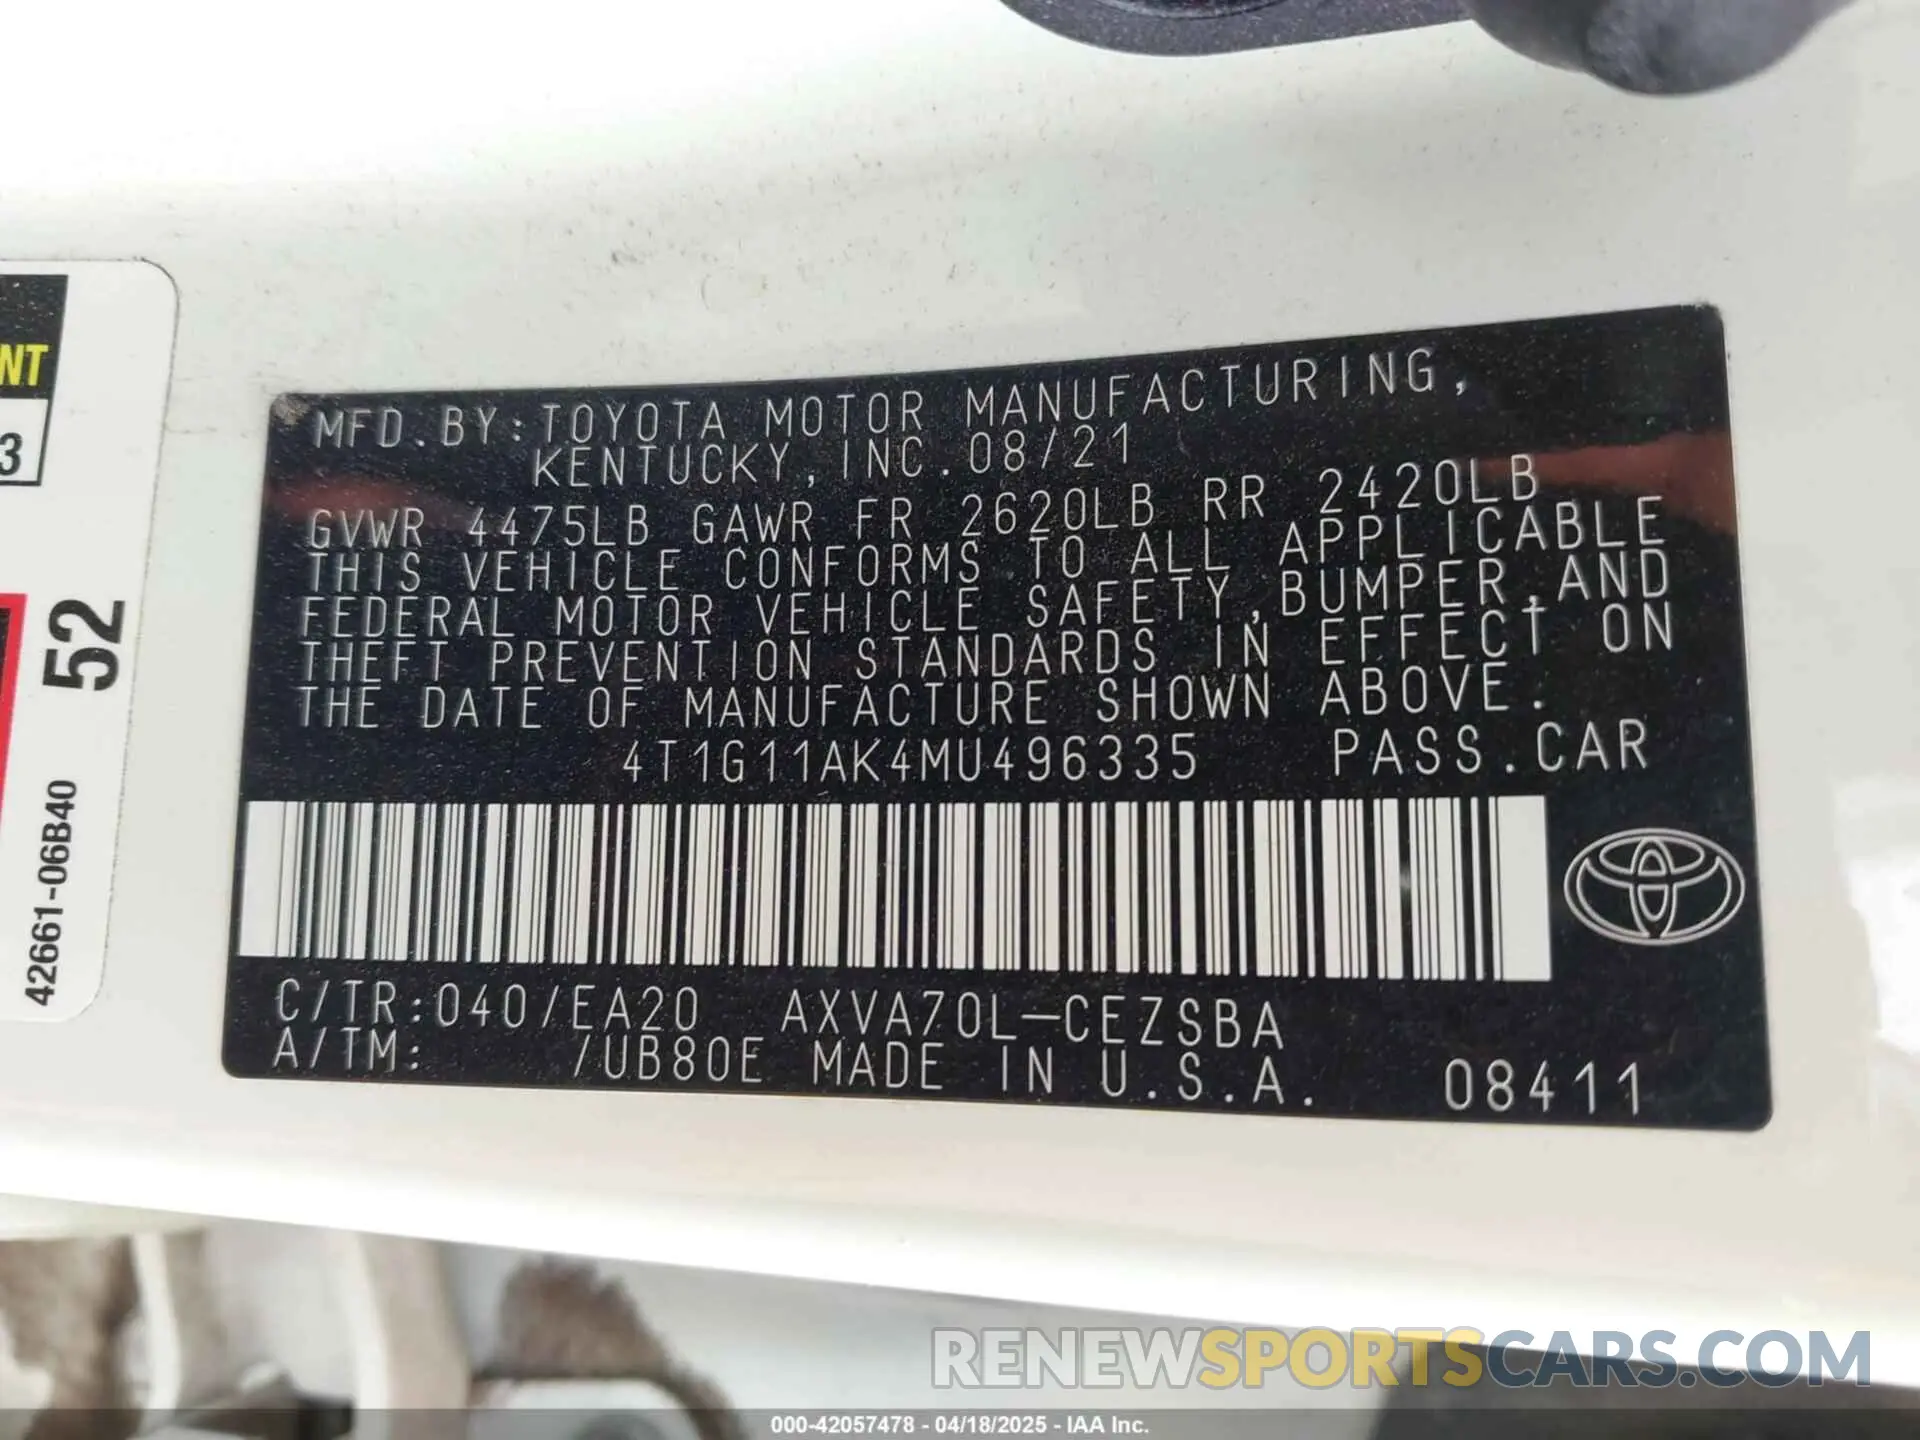 NT
3
52
42661-06B40
MFD.BY:TOYOTA MOTOR MANUFACTURING,
KENTUCKY, INC.08/21
GVWR 4475LB GAWR FR 2620LB RR 2420LB
THIS VEHICLE CONFORMS TO ALL APPLICABLE
FEDERAL MOTOR VEHICLE SAFETY,BUMPER,AND
THEFT PREVENTION STANDARDS IN EFFECT ON
THE DATE OF MANUFACTURE SHOWN ABOVE.
4T1G11AK4MU496335 PASS.CAR
C/TR:040/EA20 AXVA70L-CEZSBA
A/TM: /UB80E MADE IN U.S.A. 08411
RENEWSPORTSCARS.COM
000-42057478 - 04/18/2025 - IAA Inc.